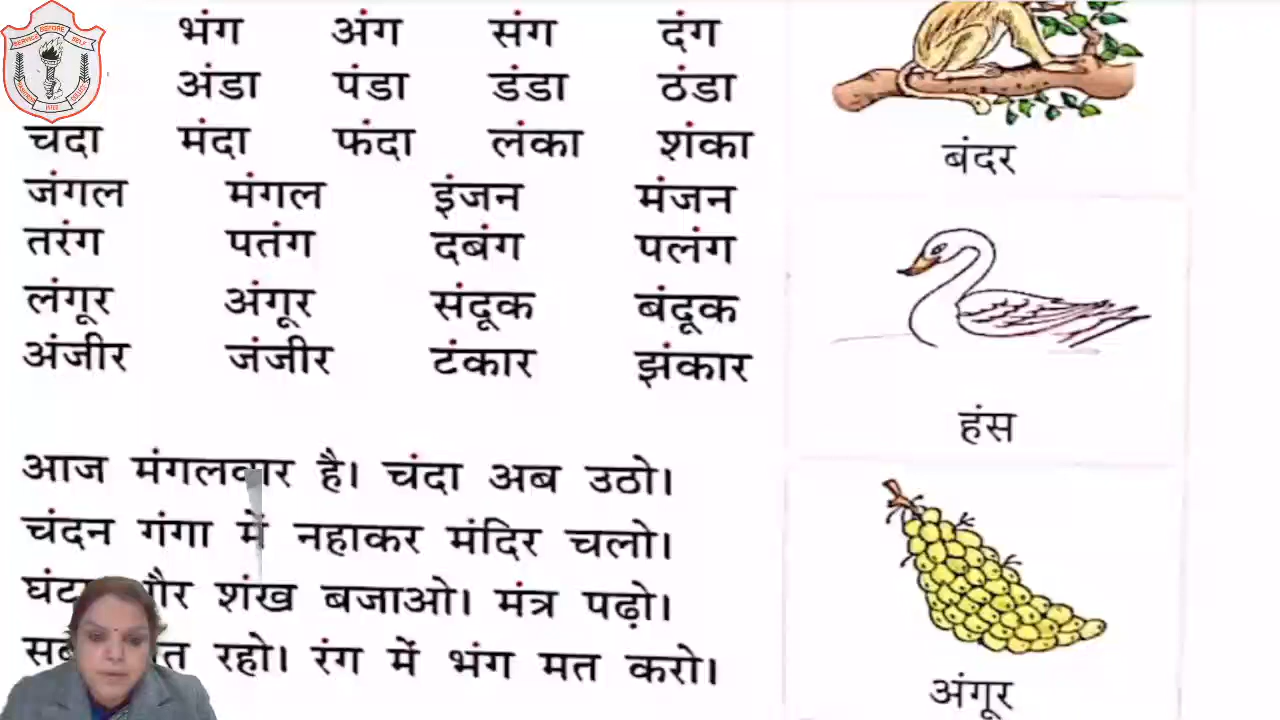 भंग अंग संग दंग
अंडा पंडा डंडा ठंडा
चंदा मंदा फंदा लंका शंका
जंगल मंगल इंजन मंजन
तरंग पतंग दबंग पलंग
लंगूर अंगूर संदूक बंदूक
अंजीर जंजीर टंकार झंकार
आज मंगलवार है। चंदा अब उठो।
चंदन गंगा में नहाकर मंदिर चलो।
शंख बजाओ। मंत्र पढ़ो।
रहो। रंग में भंग मत करो।
बंदर
हंस
अंगूर